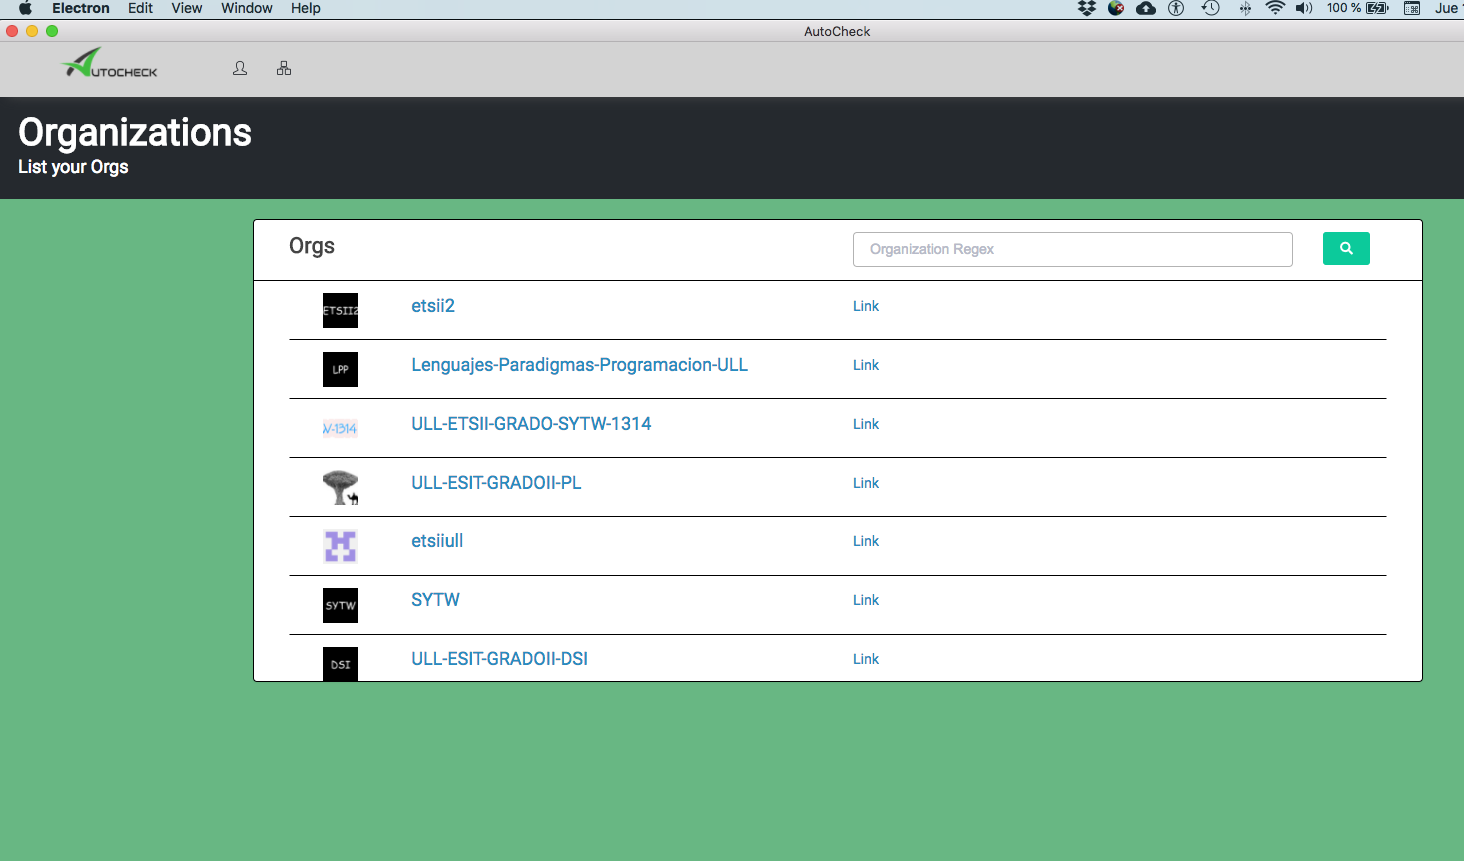 Electron Edit View Window Help 100 % Jue
AutoCheck
AUTOCHECK
Organizations
List your Orgs
Orgs Organization Regex
ETSII2 etsii2 Link
LPP Lenguajes-Paradigmas-Programacion-ULL Link
W-1314 ULL-ETSII-GRADO-SYTW-1314 Link
ULL-ESIT-GRADOII-PL Link
etsiiull Link
SYTW SYTW Link
DSI ULL-ESIT-GRADOII-DSI Link